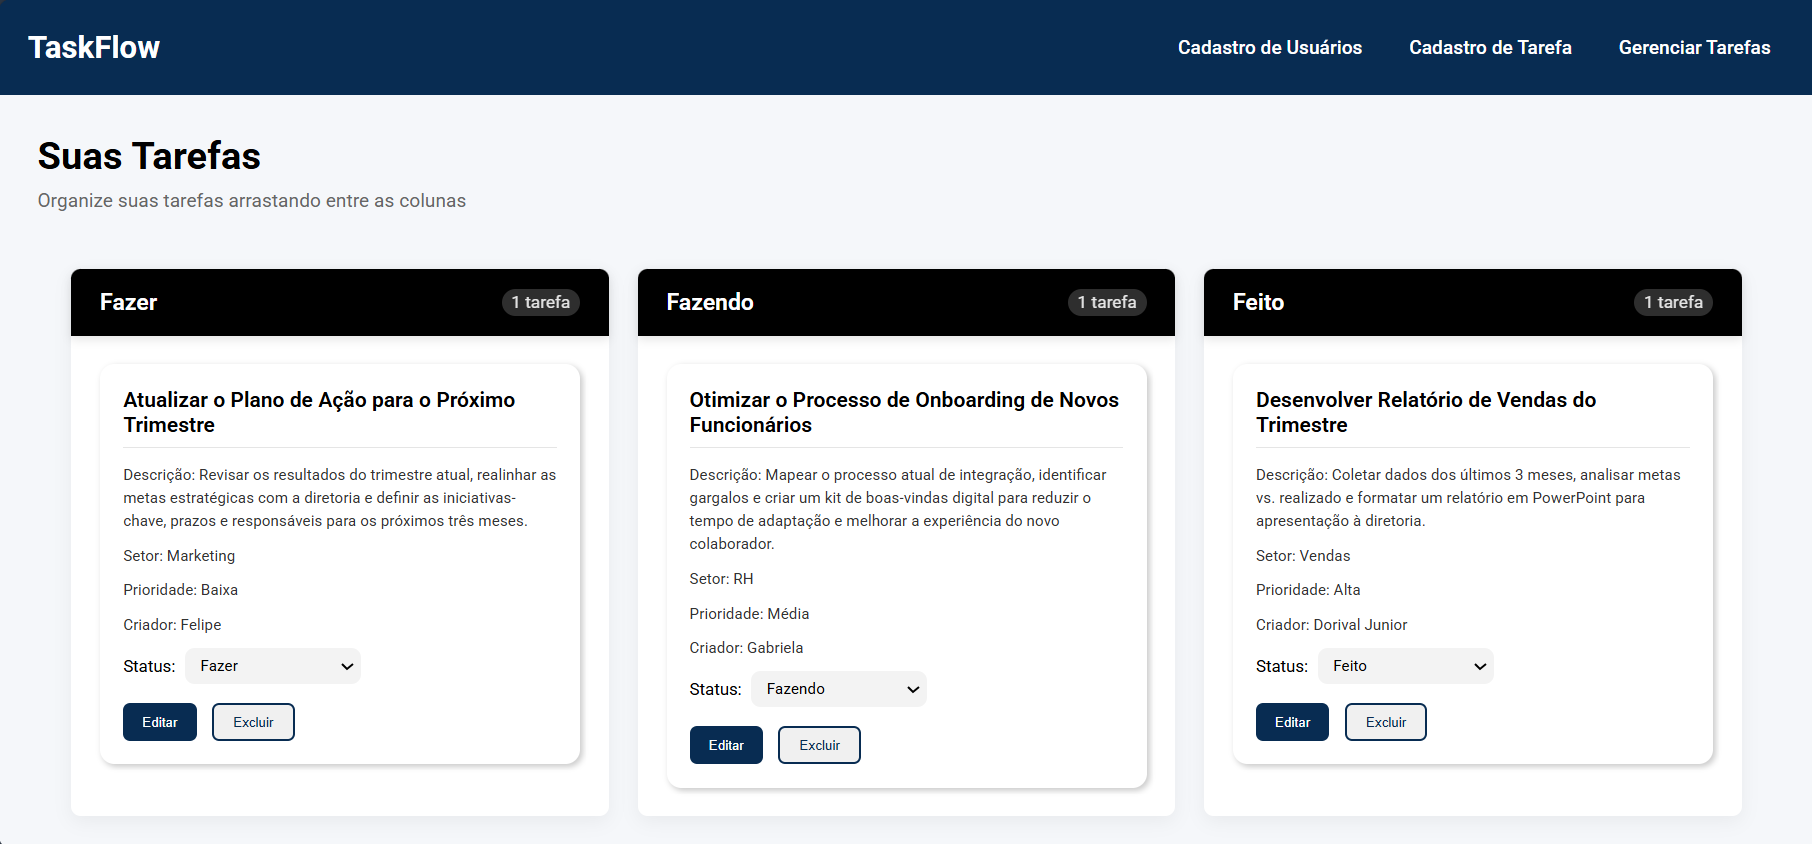 TaskFlow
Cadastro de Usuários
Cadastro de Tarefa
Gerenciar Tarefas
Suas Tarefas
Organize suas tarefas arrastando entre as colunas
Fazer
1 tarefa
Atualizar o Plano de Ação para o Próximo
Trimestre
Descrição: Revisar os resultados do trimestre atual, realinhar as
metas estratégicas com a diretoria e definir as iniciativas-
chave, prazos e responsáveis para os próximos três meses.
Setor: Marketing
Prioridade: Baixa
Criador: Felipe
Status: Fazer
Editar
Excluir
Fazendo
1 tarefa
Otimizar o Processo de Onboarding de Novos
Funcionários
Descrição: Mapear o processo atual de integração, identificar
gargalos e criar um kit de boas-vindas digital para reduzir o
tempo de adaptação e melhorar a experiência do novo
colaborador.
Setor: RH
Prioridade: Média
Criador: Gabriela
Status: Fazendo
Editar
Excluir
Feito
1 tarefa
Desenvolver Relatório de Vendas do
Trimestre
Descrição: Coletar dados dos últimos 3 meses, analisar metas
vs. realizado e formatar um relatório em PowerPoint para
apresentação à diretoria.
Setor: Vendas
Prioridade: Alta
Criador: Dorival Junior
Status: Feito
Editar
Excluir